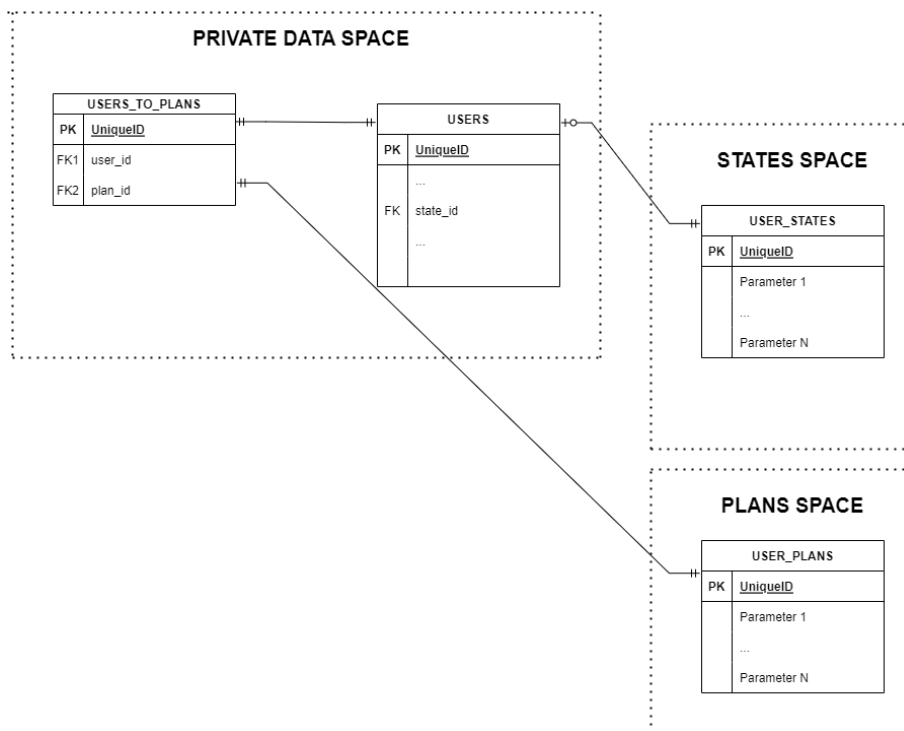 PRIVATE DATA SPACE
USERS_TO_PLANS
PK UniqueID
FK1 user_id
FK2 plan_id
USERS
PK UniqueID
...
FK state_id
...
STATES SPACE
USER_STATES
PK UniqueID
Parameter 1
...
Parameter N
PLANS SPACE
USER_PLANS
PK UniqueID
Parameter 1
...
Parameter N